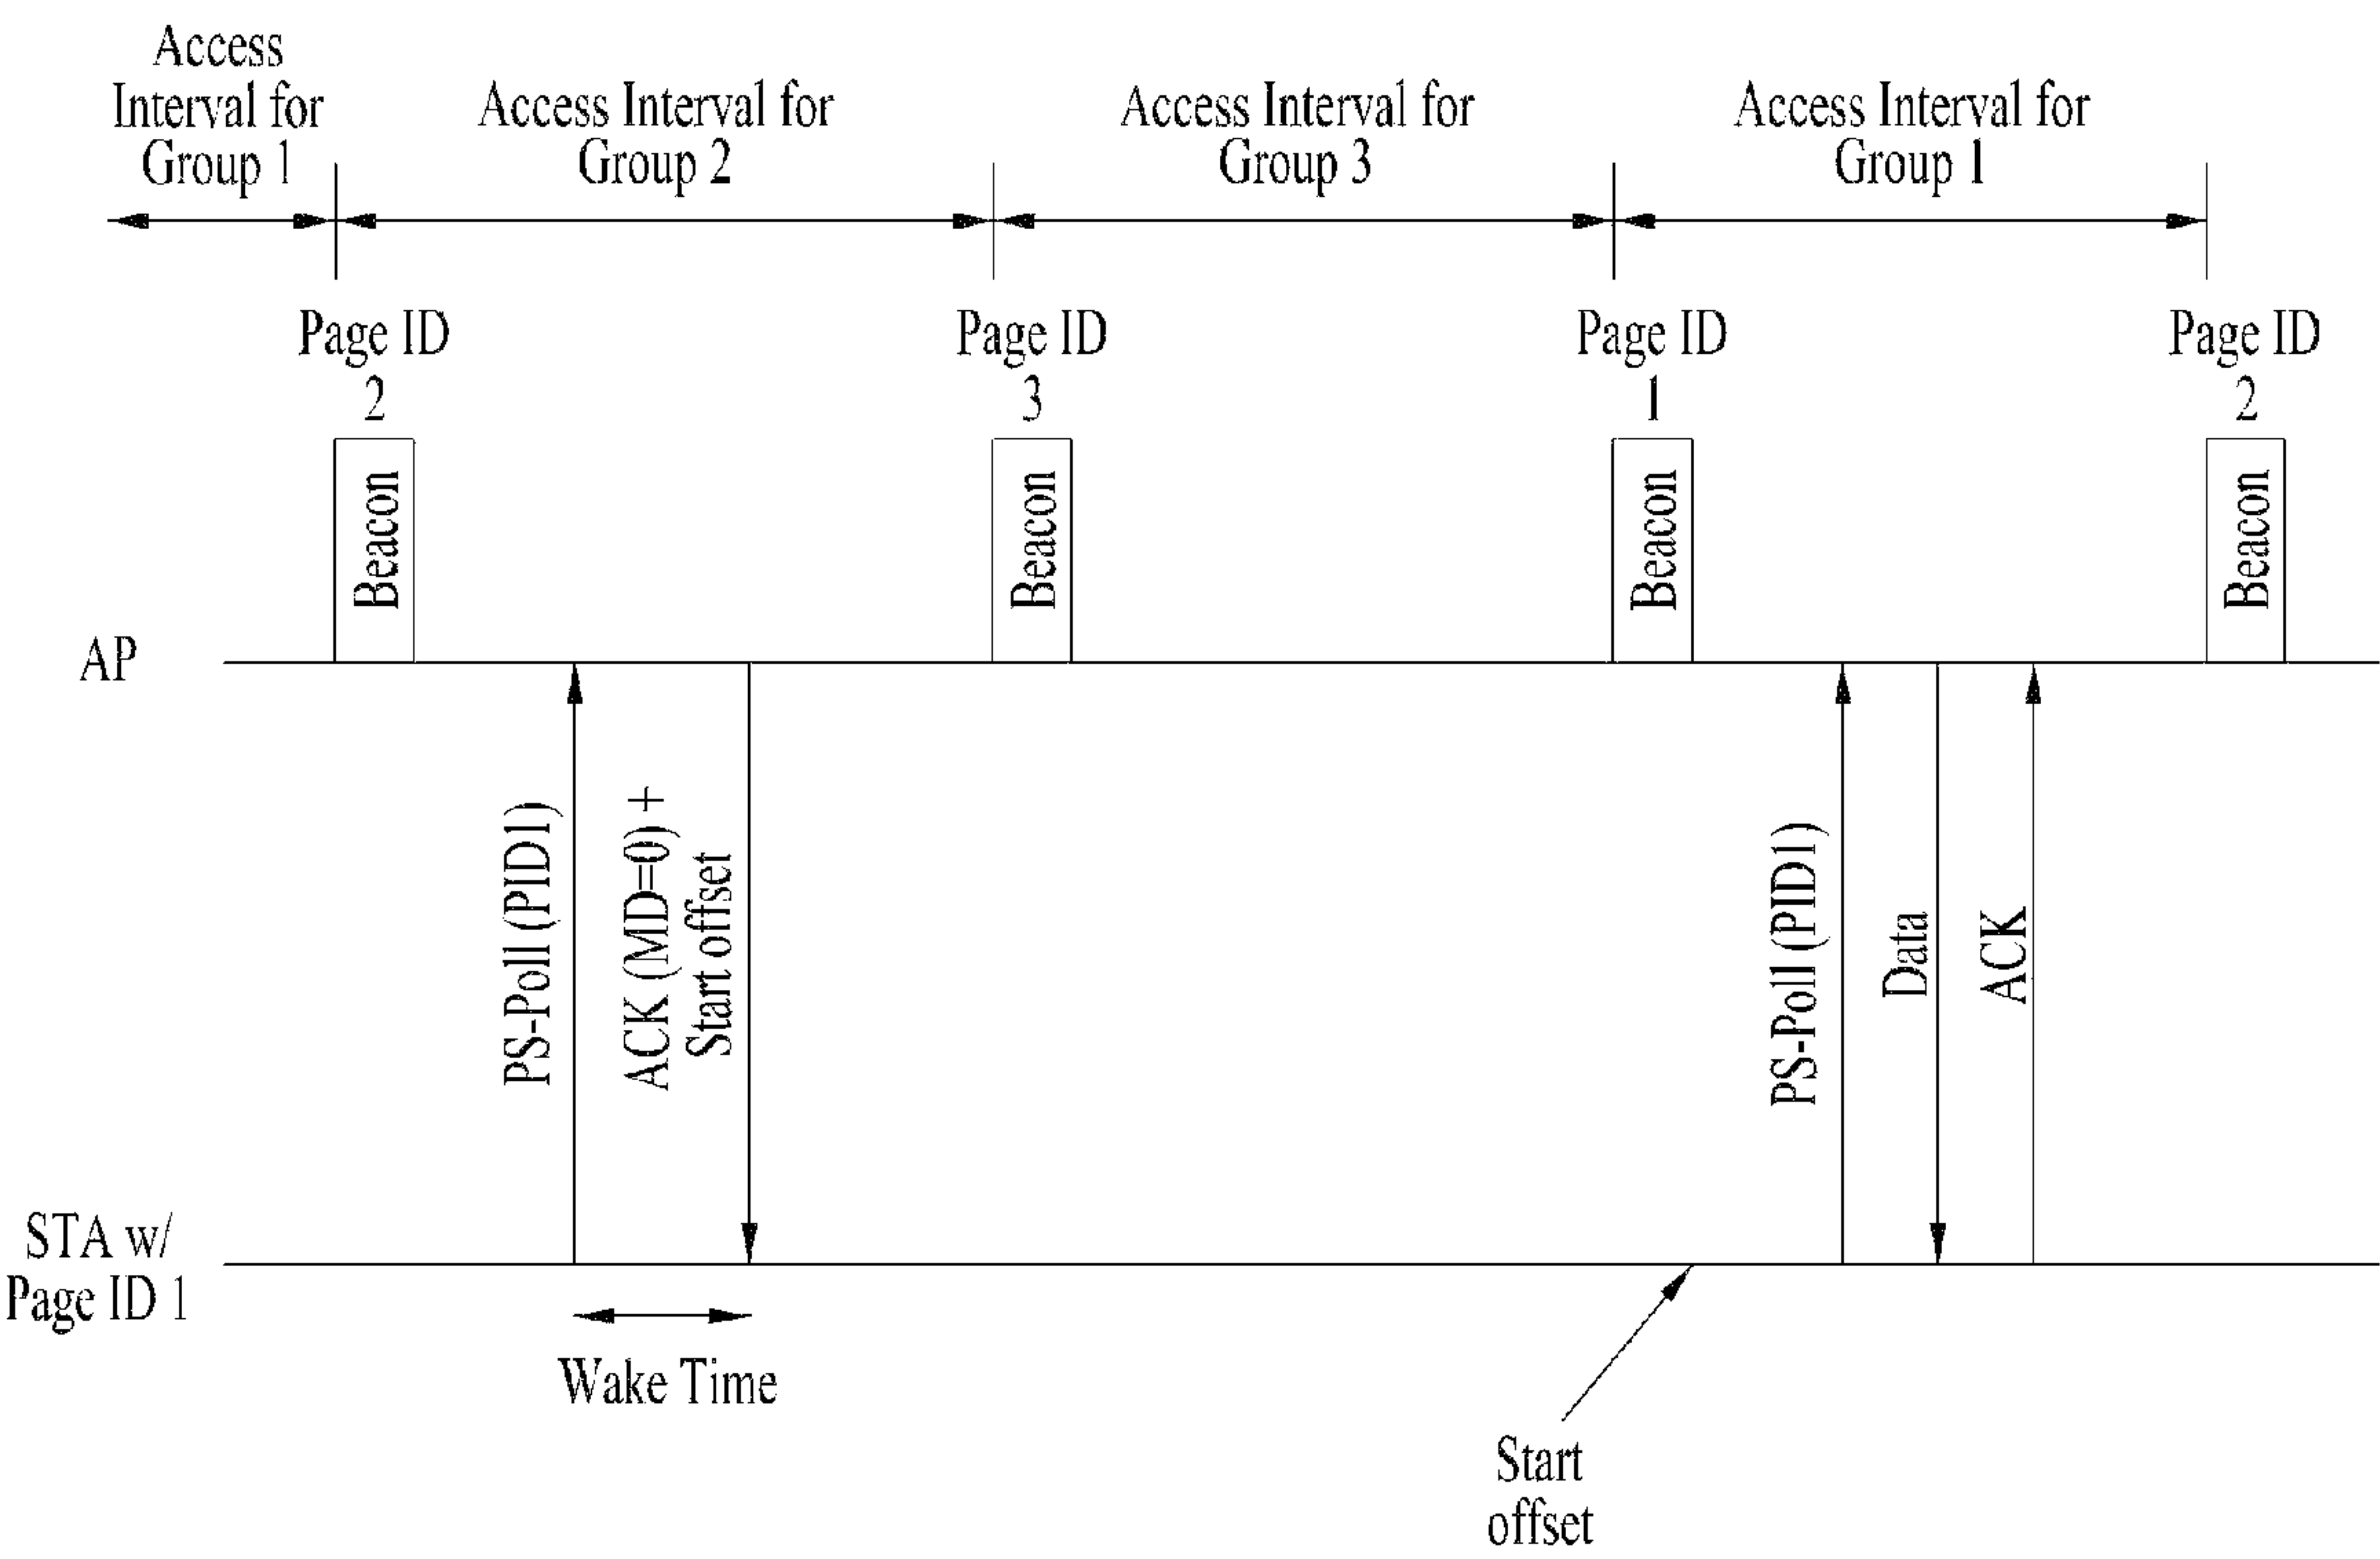 Access
Interval for
Group 1
Access Interval for
Group 2
Access Interval for
Group 3
Access Interval for
Group 1
Page ID
2
Page ID
3
Page ID
1
Page ID
2
Beacon
Beacon
Beacon
Beacon
AP
PS-Poll (PID1)
ACK (MD=0) +
Start offset
PS-Poll (PID1)
Data
ACK
STA w/
Page ID 1
Wake Time
Start
offset